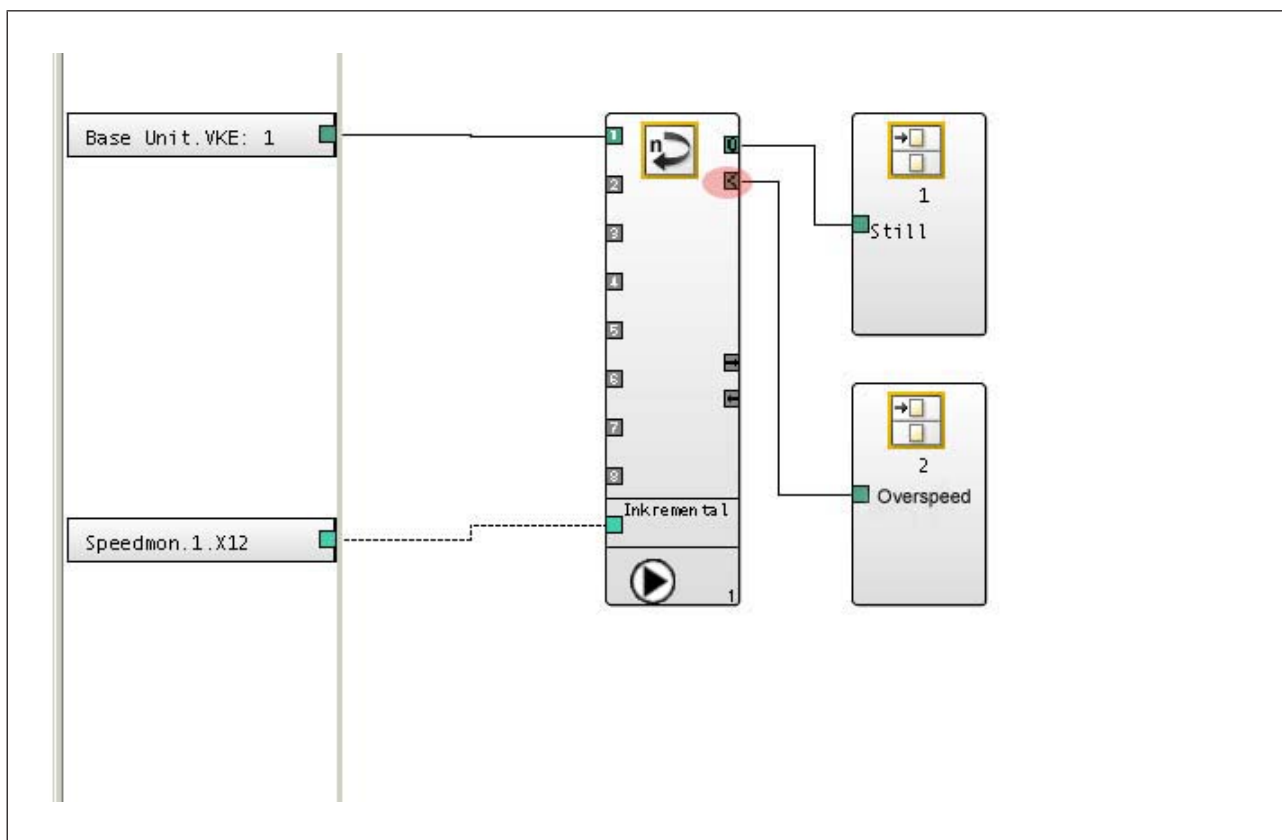 Base Unit.VKE: 1
1
2
3
4
5
6
7
8
n
0
<
Inkremental
1
1
Still
2
Overspeed
Speedmon.1.X12